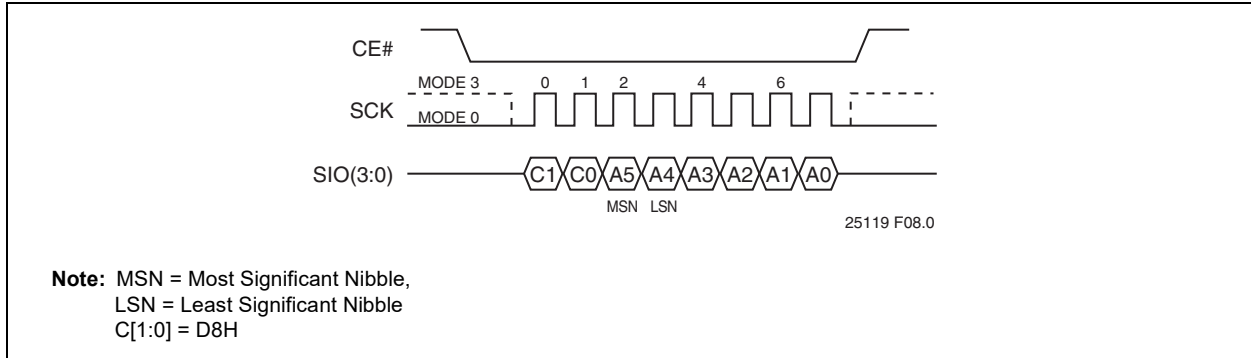 CE#
MODE 3 0 1 2 4 6
SCK
MODE 0
SIO(3:0) C1 C0 A5 A4 A3 A2 A1 A0
MSN LSN
25119 F08.0
Note: MSN = Most Significant Nibble,
LSN = Least Significant Nibble
C[1:0] = D8H